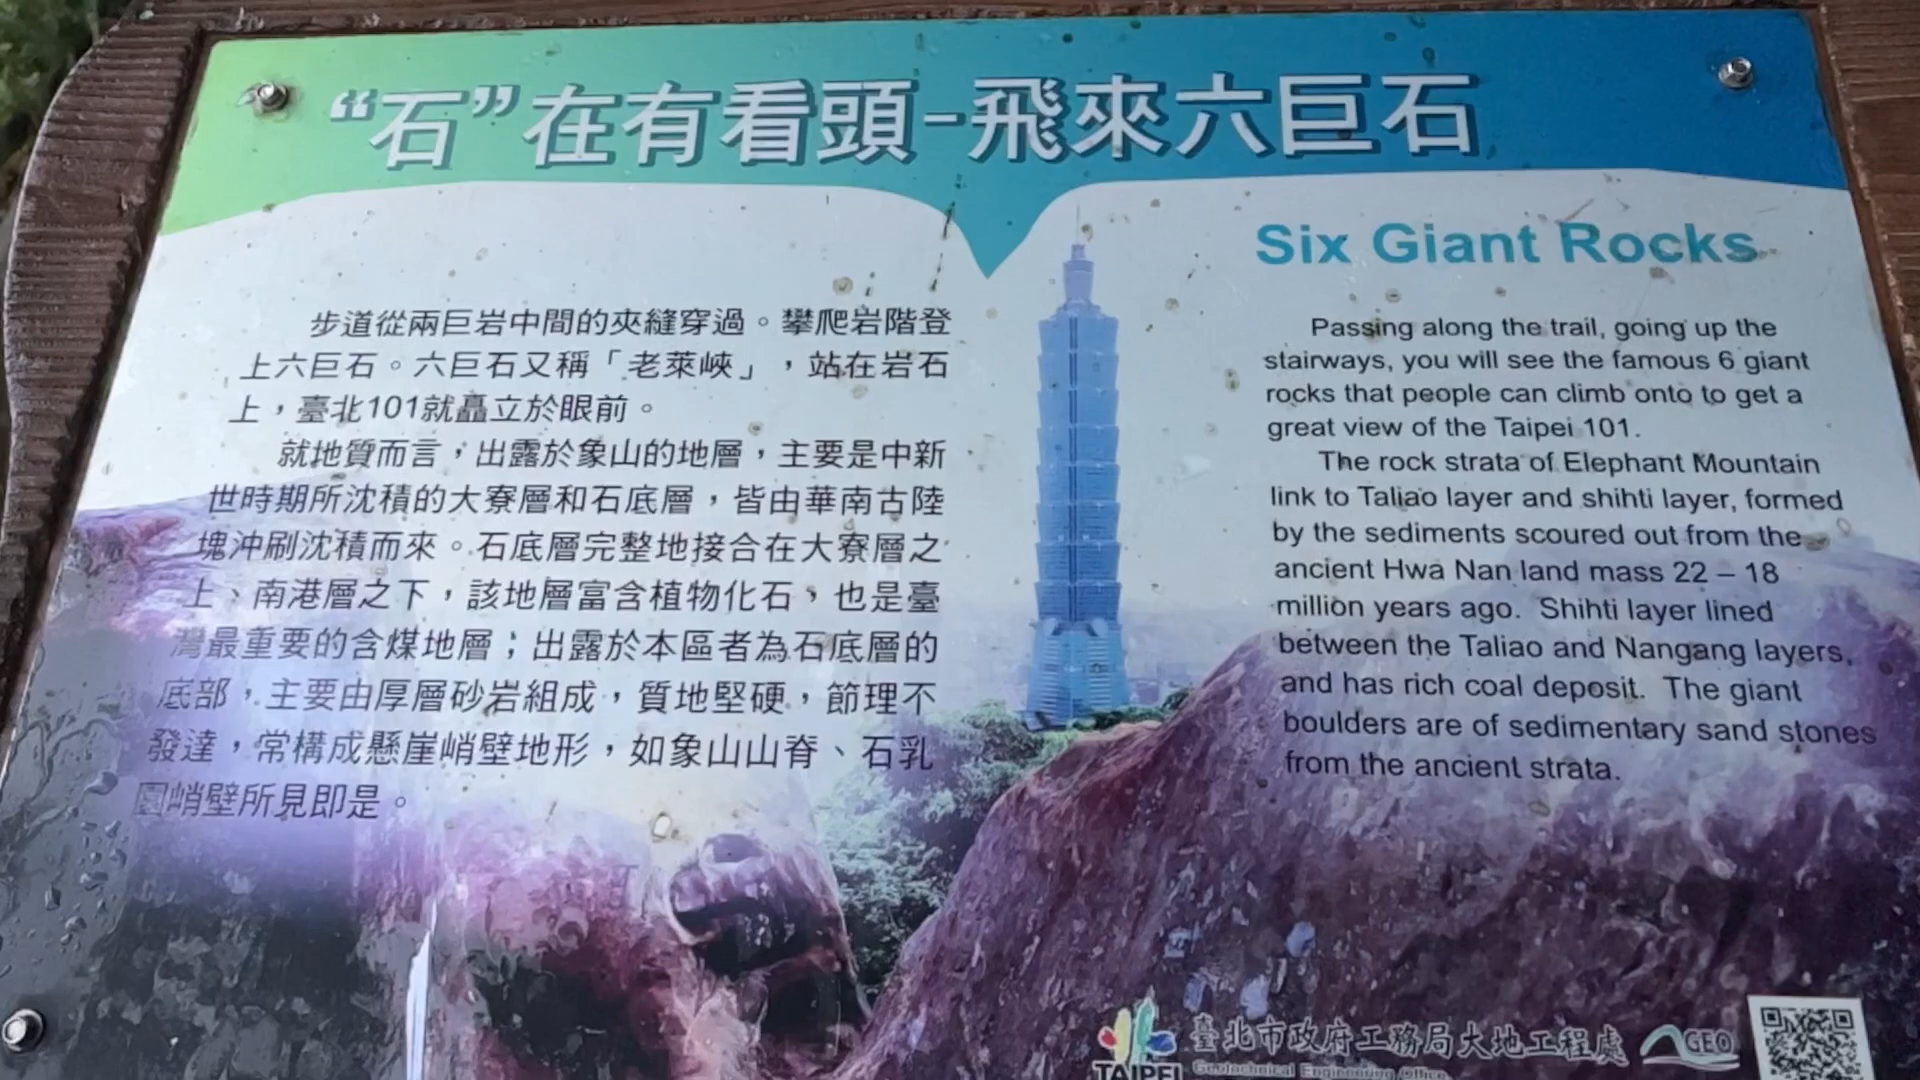 “石”在有看頭-飛來六巨石
步道從兩巨岩中間的夾縫穿過。攀爬岩階登
上六巨石。六巨石又稱「老萊峽」，站在岩石
上，臺北101就矗立於眼前。
就地質而言，出露於象山的地層，主要是中新
世時期所沈積的大寮層和石底層，皆由華南古陸
塊沖刷沈積而來。石底層完整地接合在大寮層之
上、南港層之下，該地層富含植物化石，也是臺
灣最重要的含煤地層；出露於本區者為石底層的
底部，主要由厚層砂岩組成，質地堅硬，節理不
發達，常構成懸崖峭壁地形，如象山山脊、石乳
園峭壁所見即是。
Six Giant Rocks
Passing along the trail, going up the
stairways, you will see the famous 6 giant
rocks that people can climb onto to get a
great view of the Taipei 101.
The rock strata of Elephant Mountain
link to Taliao layer and shihti layer, formed
by the sediments scoured out from the
ancient Hwa Nan land mass 22 – 18
million years ago. Shihti layer lined
between the Taliao and Nangang layers,
and has rich coal deposit. The giant
boulders are of sedimentary sand stones
from the ancient strata.
TAIPEI
臺北市政府工務局大地工程處
Geotechnical Engineering Office
GEO